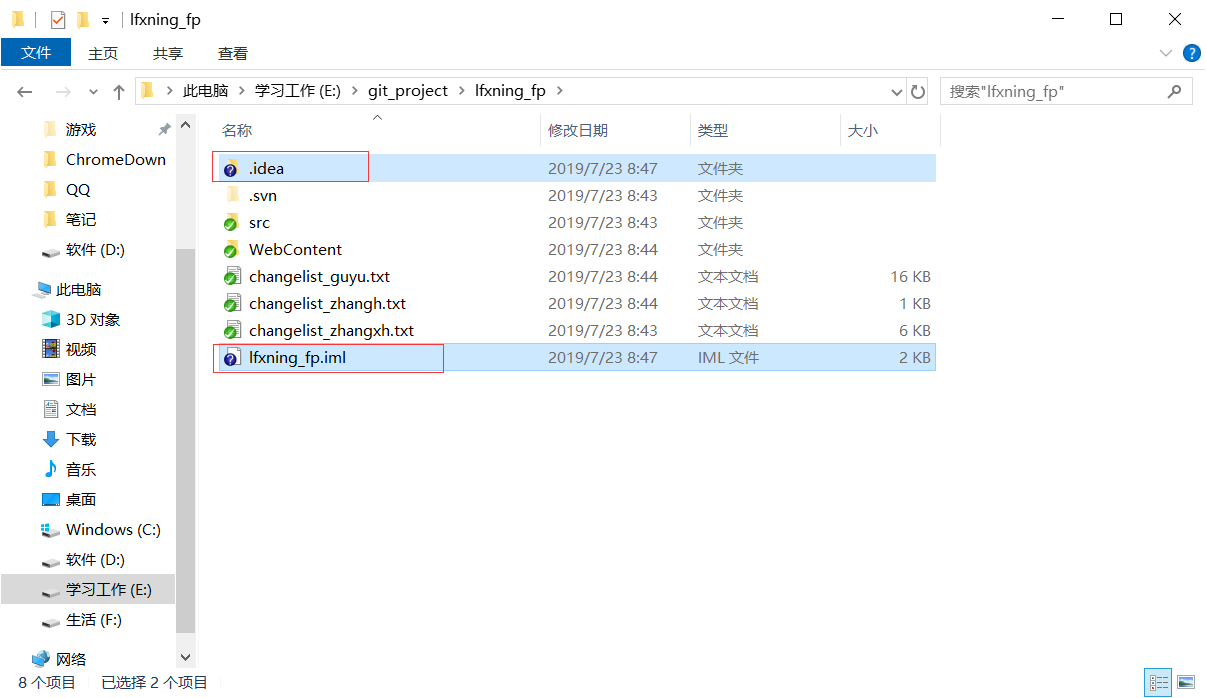 lfxning_fp
文件 主页 共享 查看
此电脑 学习工作 (E:) git_project lfxning_fp 搜索"lfxning_fp"
游戏
ChromeDown
QQ
笔记
软件 (D:)
此电脑
3D 对象
视频
图片
文档
下载
音乐
桌面
Windows (C:)
软件 (D:)
学习工作 (E:)
生活 (F:)
网络
名称 修改日期 类型 大小
.idea 2019/7/23 8:47 文件夹
.svn 2019/7/23 8:43 文件夹
src 2019/7/23 8:43 文件夹
WebContent 2019/7/23 8:44 文件夹
changelist_guyu.txt 2019/7/23 8:44 文本文档 16 KB
changelist_zhangh.txt 2019/7/23 8:44 文本文档 1 KB
changelist_zhangxh.txt 2019/7/23 8:43 文本文档 6 KB
lfxning_fp.iml 2019/7/23 8:47 IML 文件 2 KB
8 个项目 已选择 2 个项目